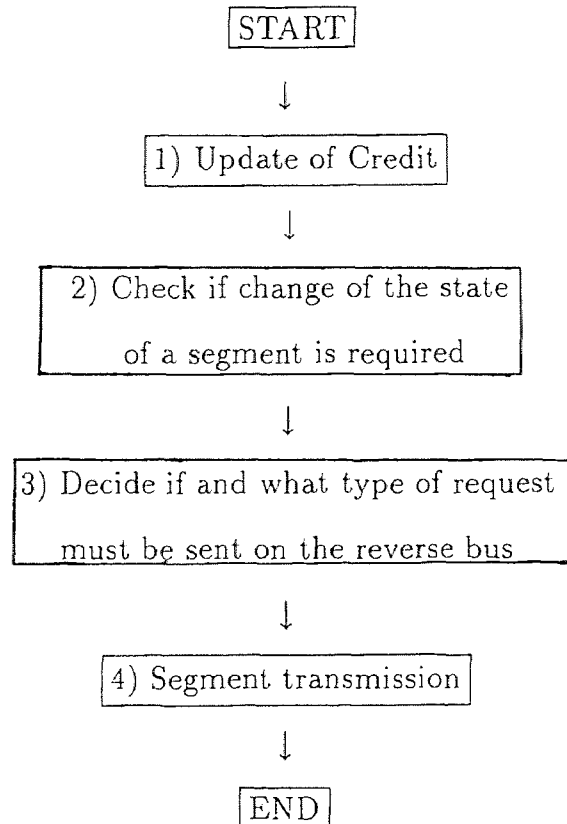 START
↓
1) Update of Credit
↓
2) Check if change of the state
of a segment is required
↓
3) Decide if and what type of request
must be sent on the reverse bus
↓
4) Segment transmission
↓
END